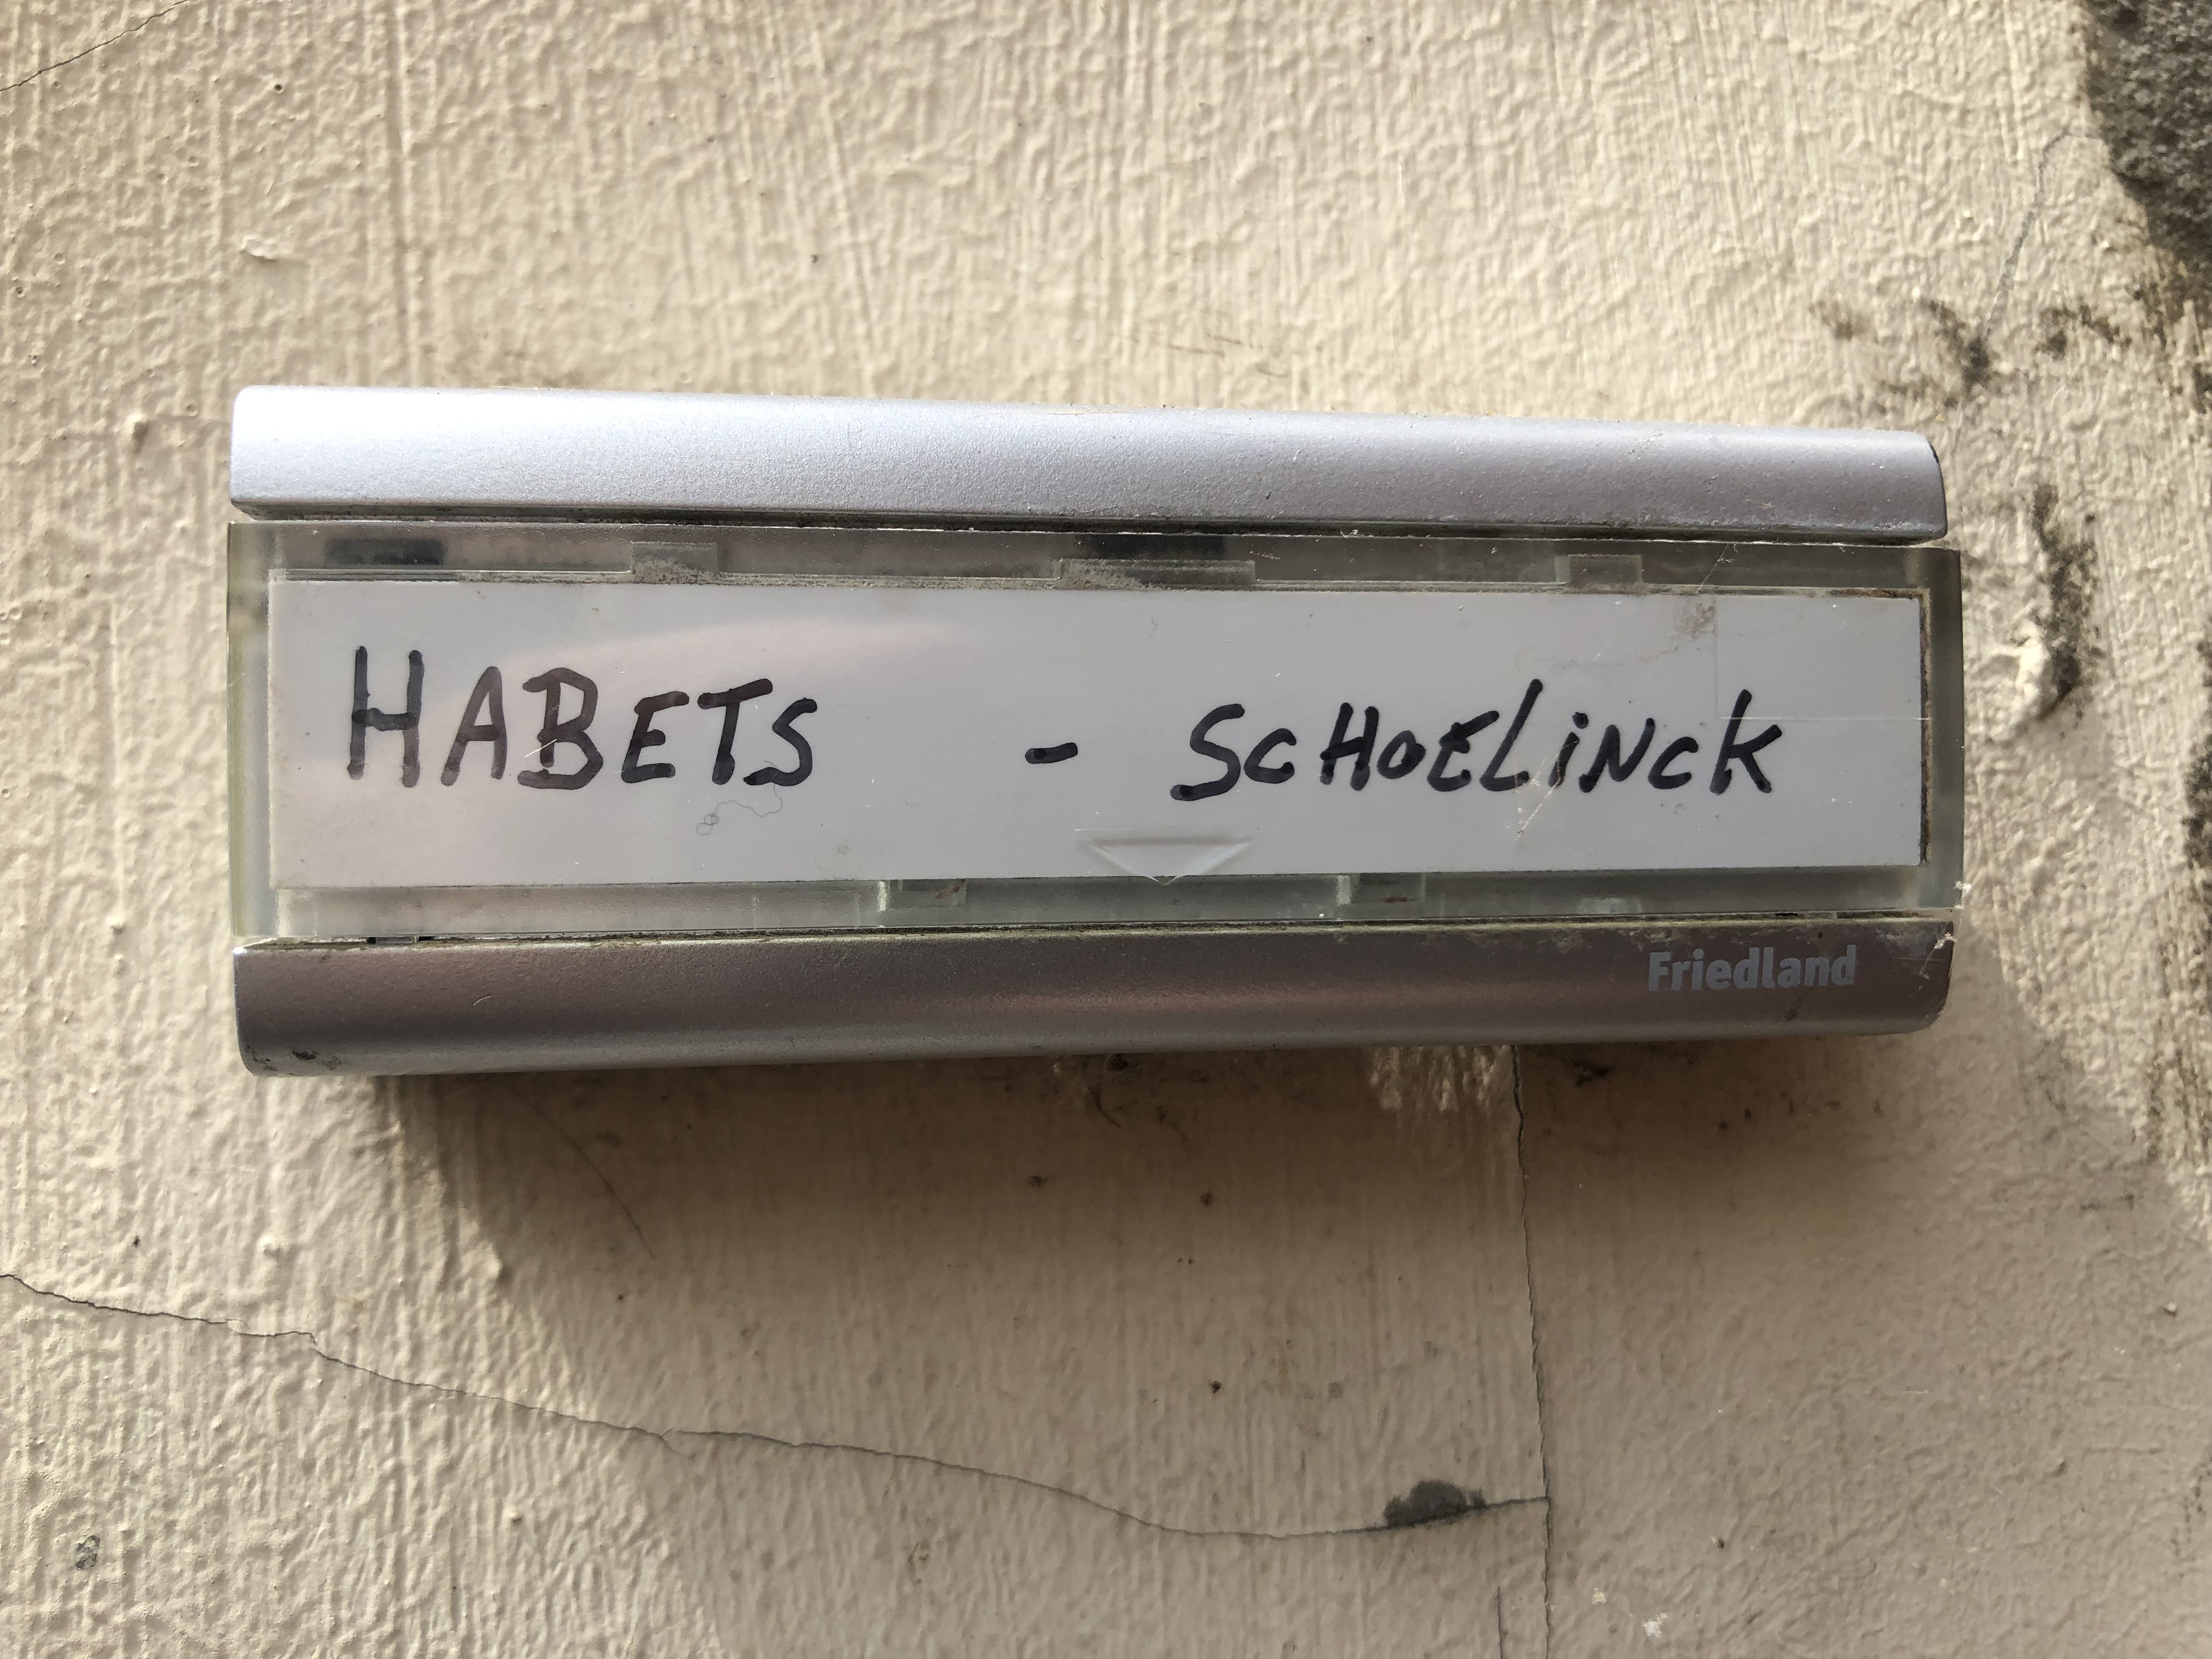 HABETS - SCHOELiNCK
Friedland